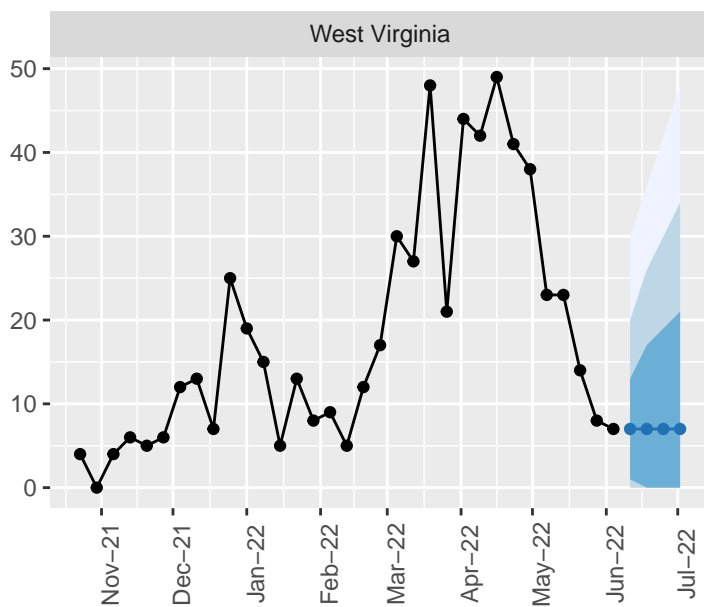 West Virginia
50
40
30
20
10
0
Nov−21
Dec−21
Jan−22
Feb−22
Mar−22
Apr−22
May−22
Jun−22
Jul−22